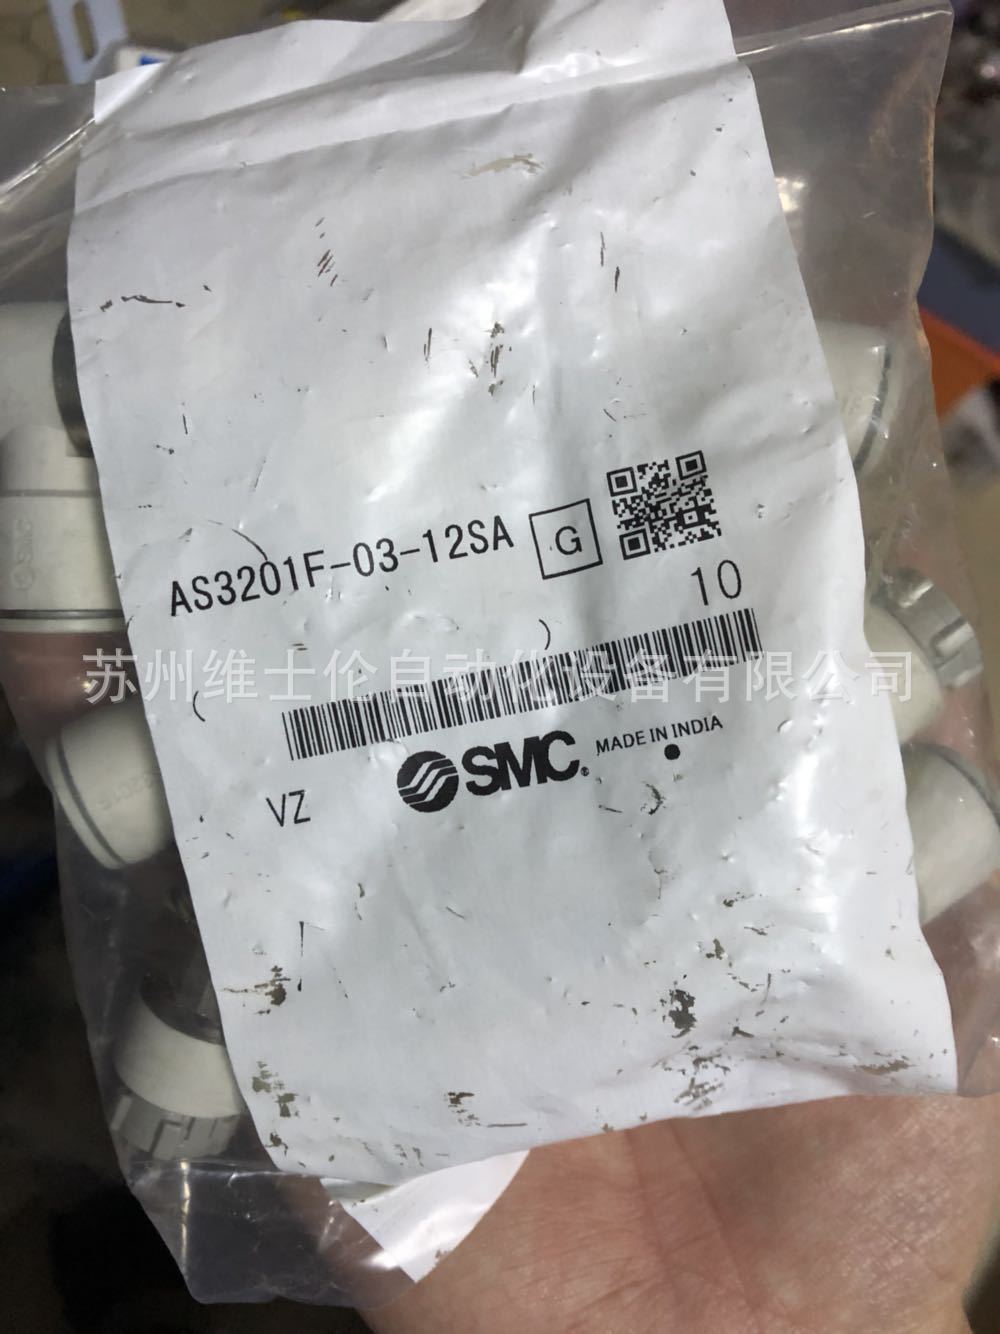 AS3201F-03-12SA G
10
苏州维士伦自动化设备有限公司
VZ SMC MADE IN INDIA
SMC